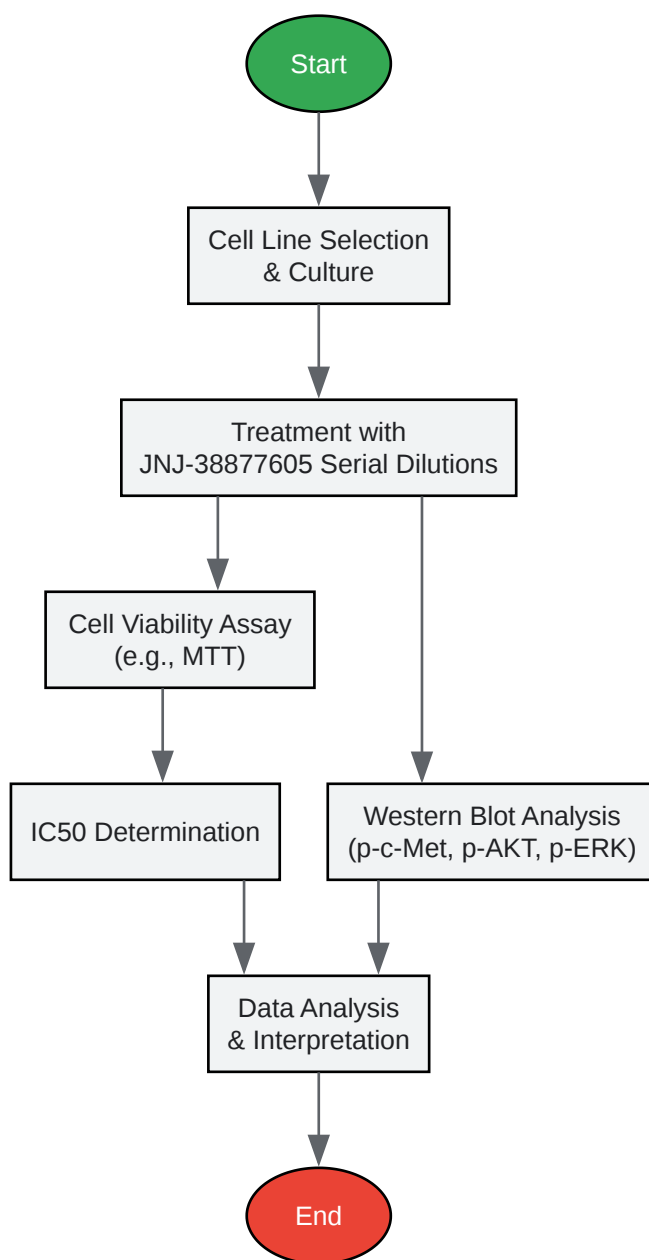 Start
Cell Line Selection
& Culture
Treatment with
JNJ-38877605 Serial Dilutions
Cell Viability Assay
(e.g., MTT)
IC50 Determination
Western Blot Analysis
(p-c-Met, p-AKT, p-ERK)
Data Analysis
& Interpretation
End